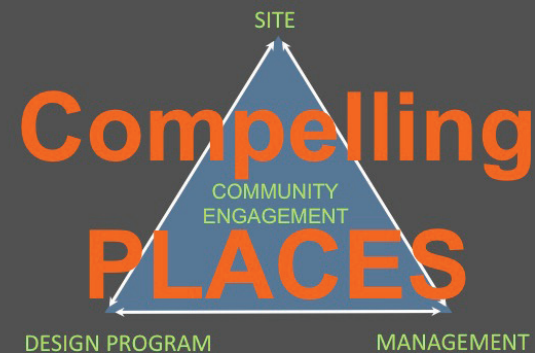 SITE
Compelling
COMMUNITY
ENGAGEMENT
PLACES
DESIGN PROGRAM
MANAGEMENT